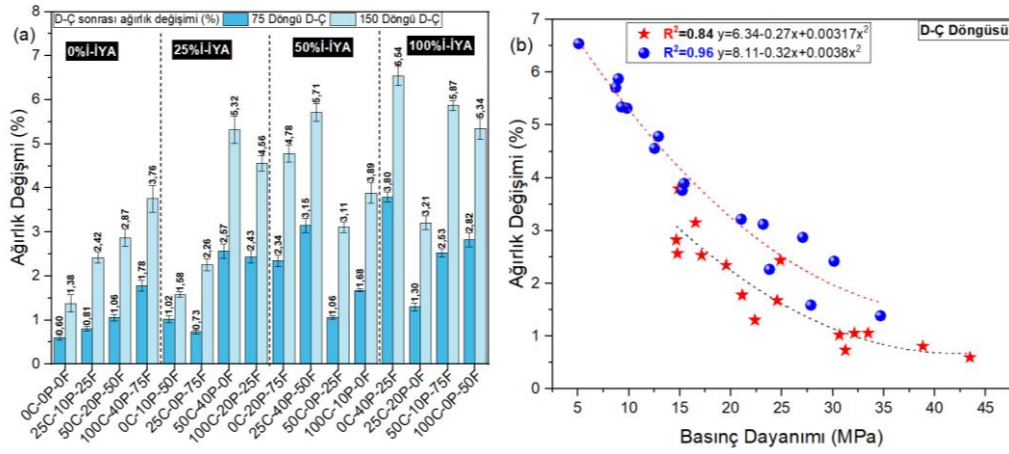 (a)
D-Ç sonrası ağırlık değişimi (%) 75 Döngü D-Ç 150 Döngü D-Ç
0%İ-İYA 25%İ-İYA 50%İ-İYA 100%İ-İYA
Ağırlık Değişmi (%)
8
7
6
5
4
3
2
1
0
0,60 1,38 0,81 2,42 1,06 2,87 1,78 3,76
1,02 1,58 0,73 2,26 2,57 5,32 2,43 4,56
2,34 4,78 3,15 5,71 1,06 3,11 1,68 3,89
3,80 6,54 1,30 3,21 2,53 5,87 2,82 5,34
0C-0P-0F
25C-10P-25F
50C-20P-50F
100C-40P-75F
0C-10P-50F
25C-0P-75F
50C-40P-0F
100C-20P-25F
0C-20P-75F
25C-40P-50F
50C-0P-25F
100C-10P-0F
0C-40P-25F
25C-20P-0F
50C-10P-75F
100C-0P-50F
(b)
R²=0.84 y=6.34-0.27x+0.00317x²
R²=0.96 y=8.11-0.32x+0.0038x²
D-Ç Döngüsü
Ağırlık Değişimi (%)
7
6
5
4
3
2
1
0
5 10 15 20 25 30 35 40 45
Basınç Dayanımı (MPa)